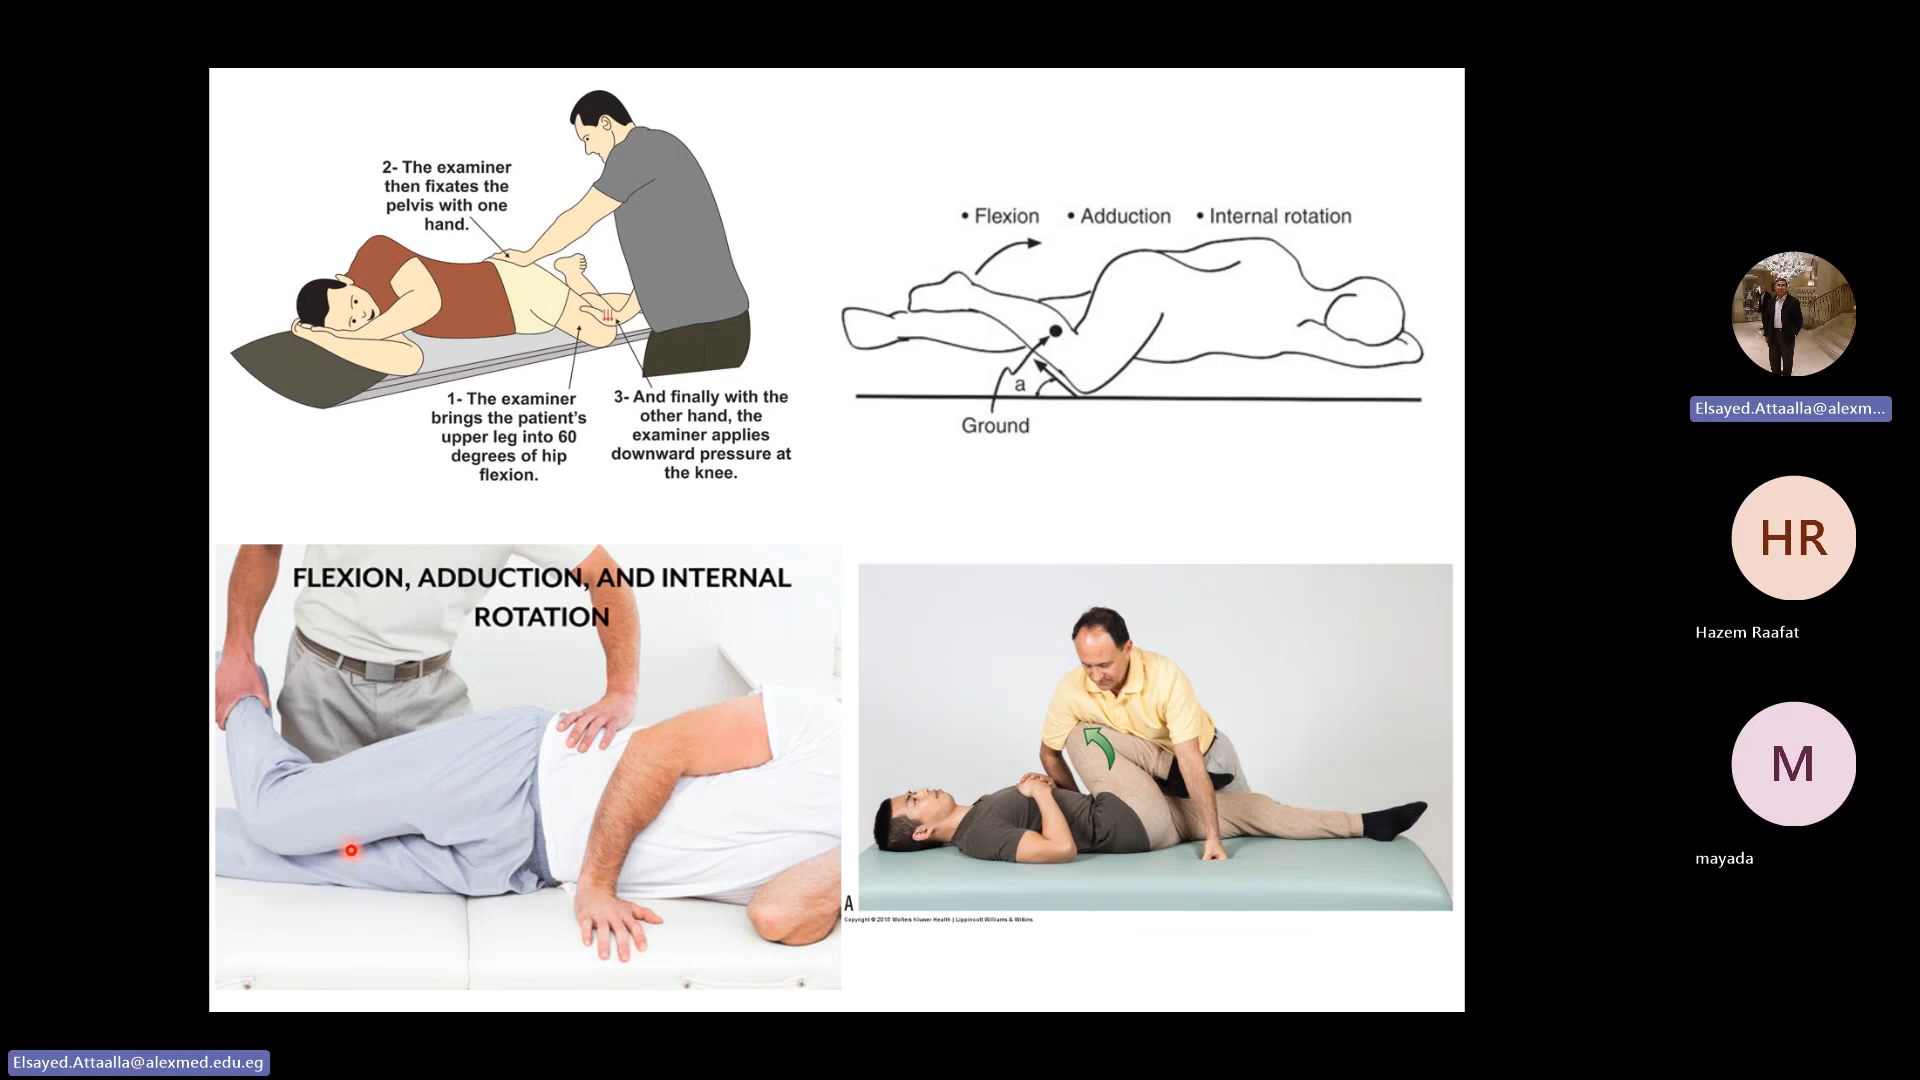 2- The examiner
then fixates the
pelvis with one
hand.
1- The examiner
brings the patient's
upper leg into 60
degrees of hip
flexion.
3- And finally with the
other hand, the
examiner applies
downward pressure at
the knee.
• Flexion • Adduction • Internal rotation
a
Ground
FLEXION, ADDUCTION, AND INTERNAL
ROTATION
A
Copyright © 2015 Wolters Kluwer Health | Lippincott Williams & Wilkins
Elsayed.Attaalla@alexm...
HR
Hazem Raafat
M
mayada
Elsayed.Attaalla@alexmed.edu.eg